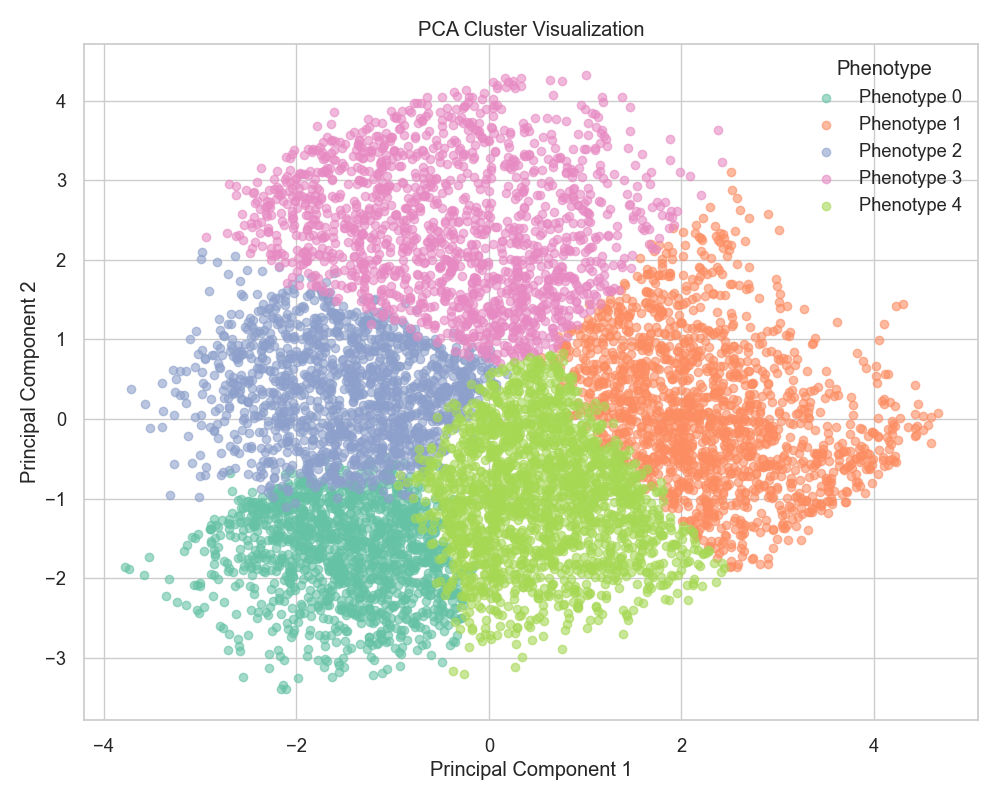 PCA Cluster Visualization
Phenotype
Phenotype 0
Phenotype 1
Phenotype 2
Phenotype 3
Phenotype 4
Principal Component 2
4
3
2
1
0
−1
−2
−3
−4
−2
0
2
4
Principal Component 1